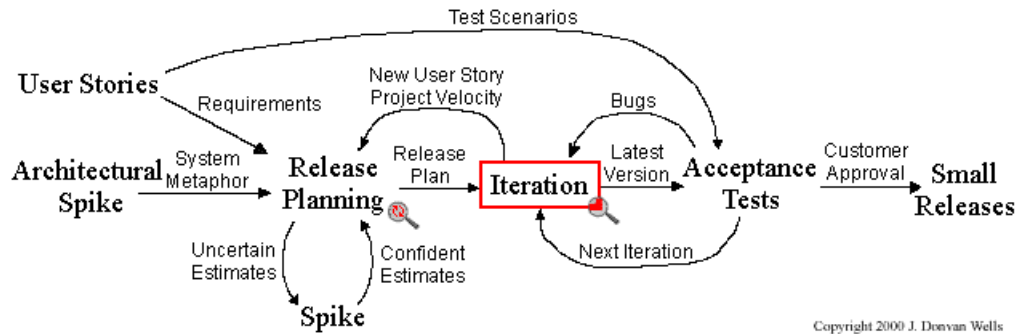 Test Scenarios
User Stories
Requirements
New User Story
Project Velocity
Bugs
Architectural
Spike
System
Metaphor
Release
Planning
Release
Plan
Iteration
Latest
Version
Acceptance
Tests
Customer
Approval
Small
Releases
Uncertain
Estimates
Confident
Estimates
Next Iteration
Spike
Copyright 2000 J. Donvan Wells